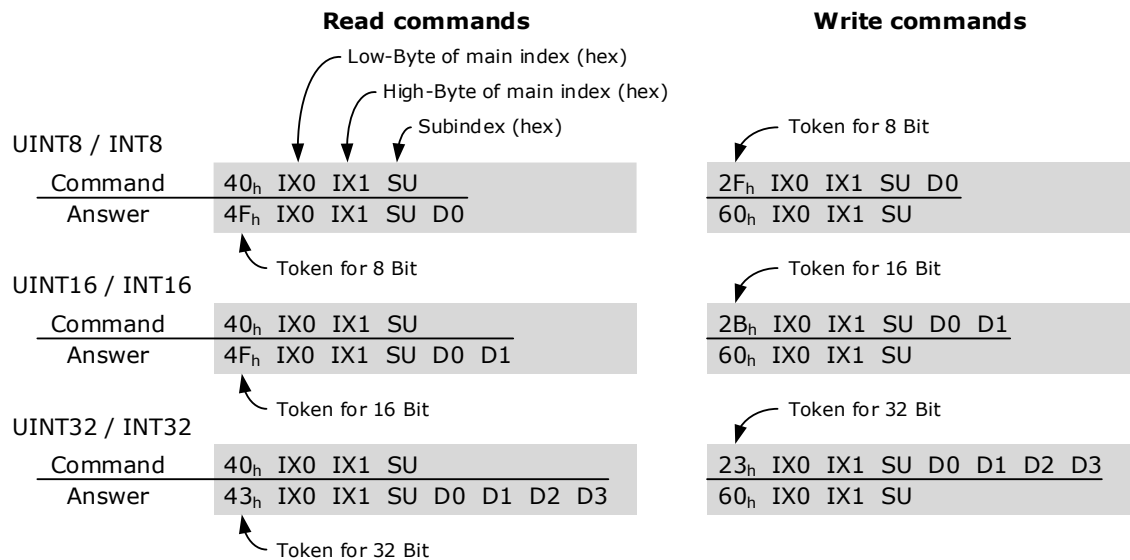 Read commands Write commands
Low-Byte of main index (hex)
High-Byte of main index (hex)
Subindex (hex) Token for 8 Bit
UINT8 / INT8
Command 40h IX0 IX1 SU 2Fh IX0 IX1 SU D0
Answer 4Fh IX0 IX1 SU D0 60h IX0 IX1 SU
Token for 8 Bit
UINT16 / INT16 Token for 16 Bit
Command 40h IX0 IX1 SU 2Bh IX0 IX1 SU D0 D1
Answer 4Fh IX0 IX1 SU D0 D1 60h IX0 IX1 SU
Token for 16 Bit Token for 32 Bit
UINT32 / INT32
Command 40h IX0 IX1 SU 23h IX0 IX1 SU D0 D1 D2 D3
Answer 43h IX0 IX1 SU D0 D1 D2 D3 60h IX0 IX1 SU
Token for 32 Bit